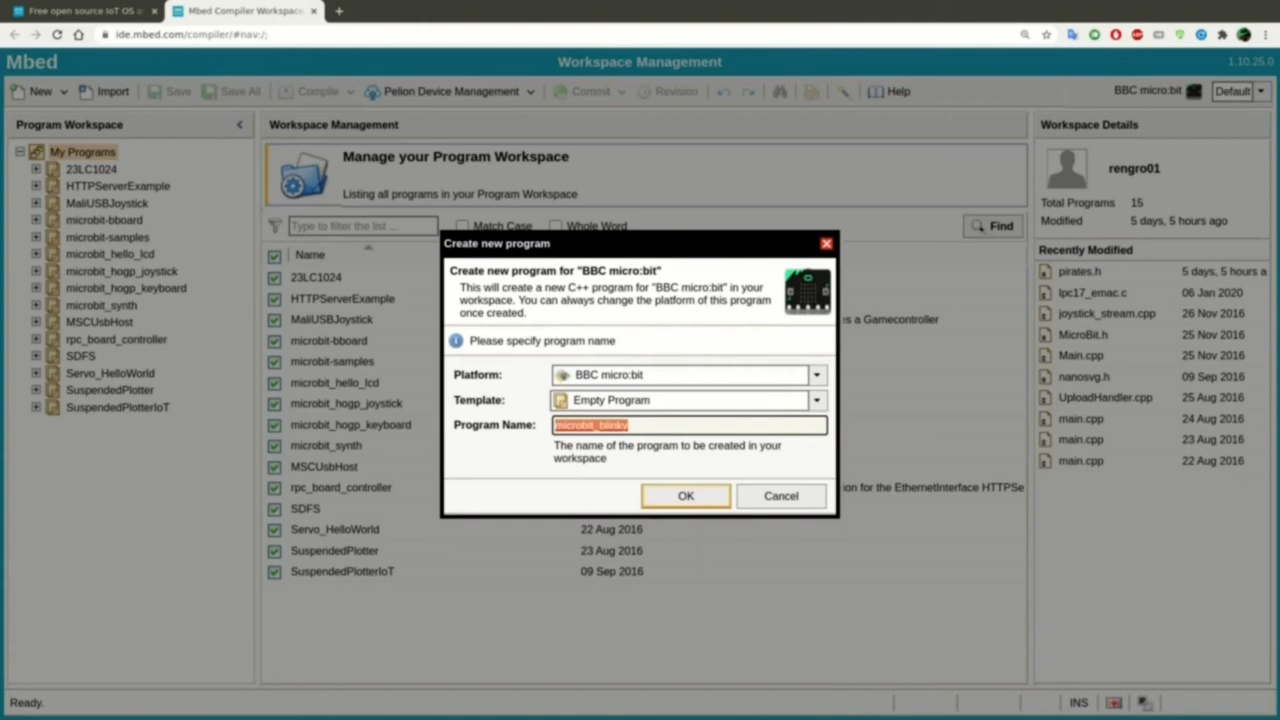 Free open source IoT OS a
Mbed Compiler Workspac
ide.mbed.com/compiler/#nav:/;
Mbed
Workspace Management
1.10.25.0
New
Import
Save
Save All
Compile
Pelion Device Management
Commit
Revision
Help
BBC micro:bit
Default
Program Workspace
My Programs
23LC1024
HTTPServerExample
MaliUSBJoystick
microbit-bboard
microbit-samples
microbit_hello_lcd
microbit_hogp_joystick
microbit_hogp_keyboard
microbit_synth
MSCUsbHost
rpc_board_controller
SDFS
Servo_HelloWorld
SuspendedPlotter
SuspendedPlotterIoT
Workspace Management
Manage your Program Workspace
Listing all programs in your Program Workspace
Type to filter the list ...
Match Case
Whole Word
Find
Name
23LC1024
HTTPServerExample
MaliUSBJoystick
as a Gamecontroller
microbit-bboard
microbit-samples
microbit_hello_lcd
microbit_hogp_joystick
microbit_hogp_keyboard
microbit_synth
MSCUsbHost
rpc_board_controller
ion for the EthernetInterface HTTPSe
SDFS
Servo_HelloWorld 22 Aug 2016
SuspendedPlotter 23 Aug 2016
SuspendedPlotterIoT 09 Sep 2016
Create new program
Create new program for "BBC micro:bit"
This will create a new C++ program for "BBC micro:bit" in your
workspace. You can always change the platform of this program
once created.
Please specify program name
Platform: BBC micro:bit
Template: Empty Program
Program Name: microbit_blinky
The name of the program to be created in your
workspace
OK
Cancel
Workspace Details
rengro01
Total Programs 15
Modified 5 days, 5 hours ago
Recently Modified
pirates.h 5 days, 5 hours a
lpc17_emac.c 06 Jan 2020
joystick_stream.cpp 26 Nov 2016
MicroBit.h 25 Nov 2016
Main.cpp 25 Nov 2016
nanosvg.h 09 Sep 2016
UploadHandler.cpp 25 Aug 2016
main.cpp 24 Aug 2016
main.cpp 23 Aug 2016
main.cpp 22 Aug 2016
Ready.
INS